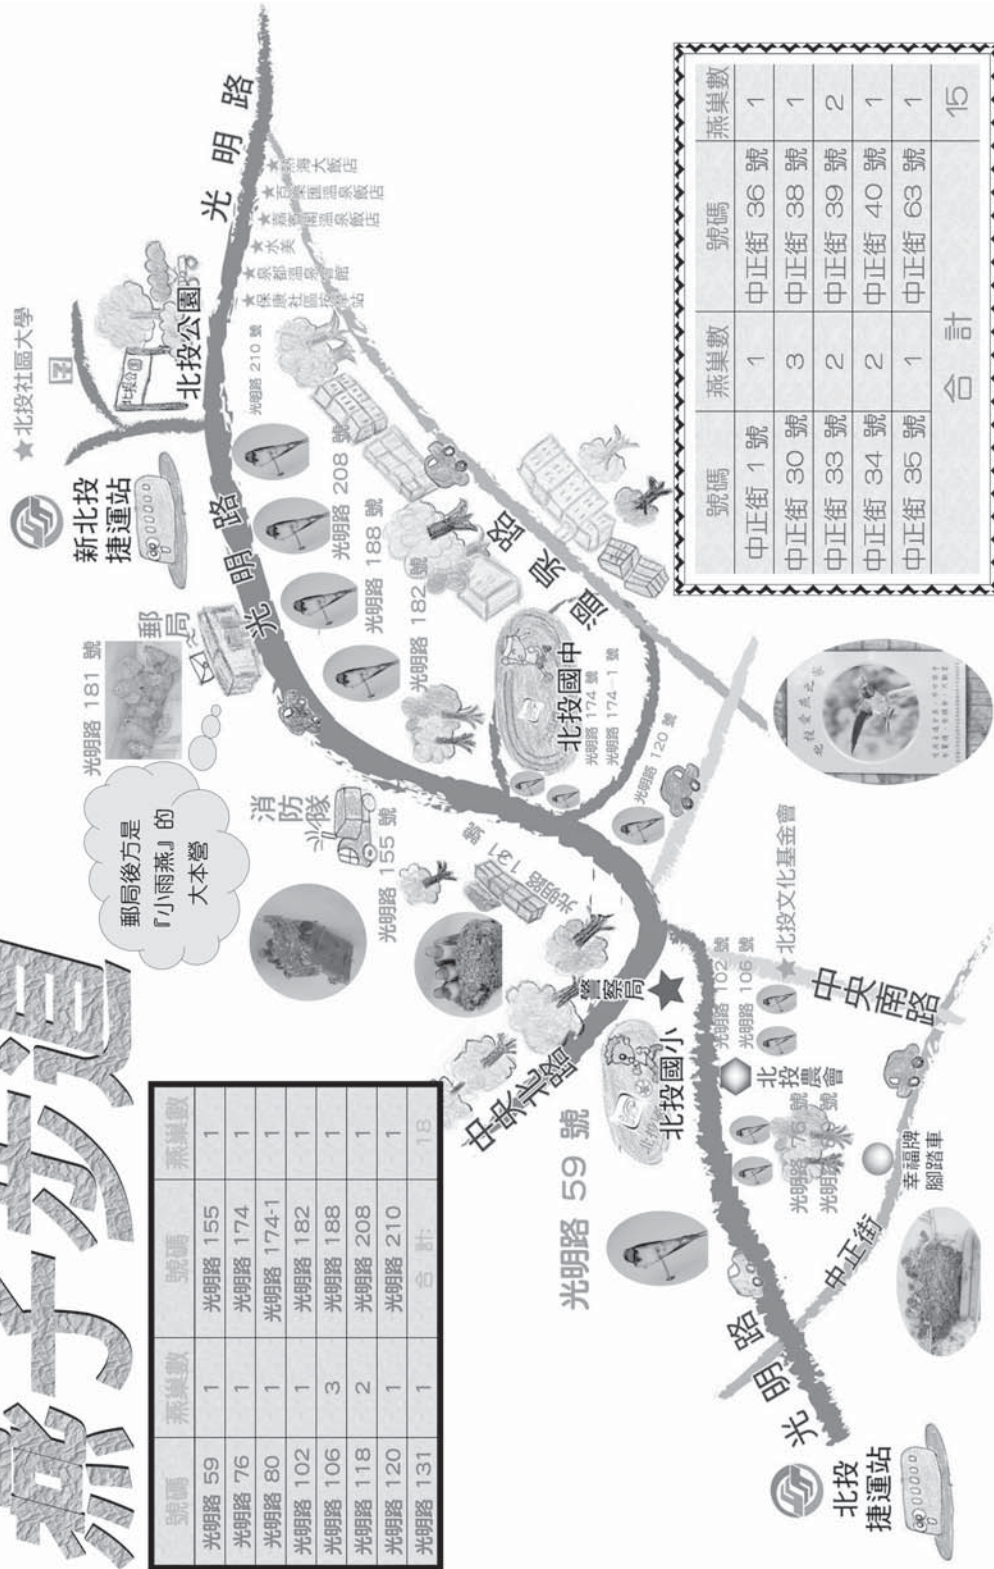 燕子步道
號碼 燕巢數 號碼 燕巢數
光明路 59 1 光明路 155 1
光明路 76 1 光明路 174 1
光明路 80 1 光明路 174-1 1
光明路 102 1 光明路 182 1
光明路 106 3 光明路 188 1
光明路 118 2 光明路 208 1
光明路 120 1 光明路 210 1
光明路 131 1 合 計 18
郵局後方是
『小雨燕』的
大本營
光明路 181 號
郵局
新北投
捷運站
★北投社區大學
北投公園
北投公園
光明路
光明路
★水美
光明路 210 號
光明路 208 號
光明路 188 號
光明路 182 號
溫泉路
消防隊
光明路 155 號
光明路 131 號
北投國中
光明路 174 號
光明路 174-1 號
光明路 120 號
中央北路
警察局
北投國小
光明路 59 號
光明路 102 號
光明路 106 號
★北投文化基金會
中央南路
北投農會
光明路 76 號
幸福牌
腳踏車
中正街
光明路
北投
捷運站
北投愛燕之家
號碼 燕巢數 號碼 燕巢數
中正街 1 號 1 中正街 36 號 1
中正街 30 號 3 中正街 38 號 1
中正街 33 號 2 中正街 39 號 2
中正街 34 號 2 中正街 40 號 1
中正街 35 號 1 中正街 63 號 1
合 計 15